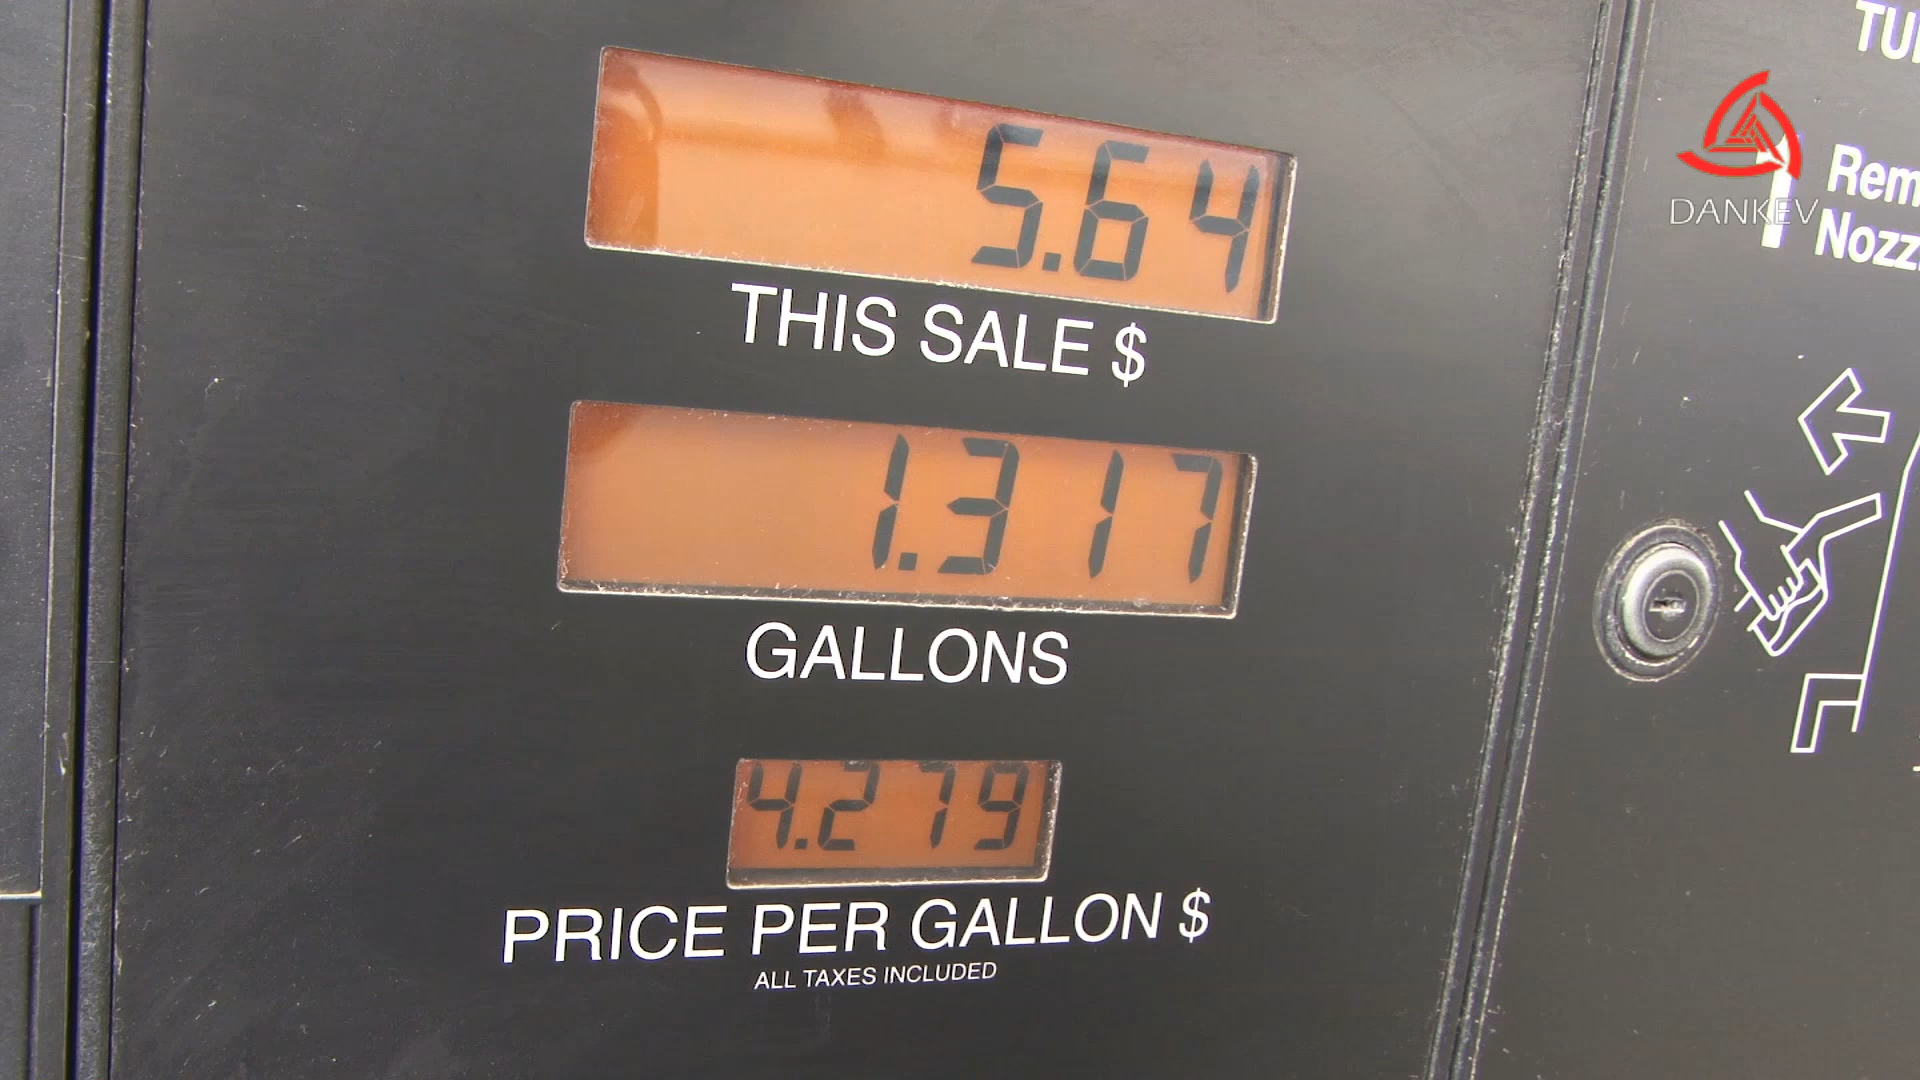 5.64
THIS SALE $
1.317
GALLONS
4.279
PRICE PER GALLON $
ALL TAXES INCLUDED
DANKEV